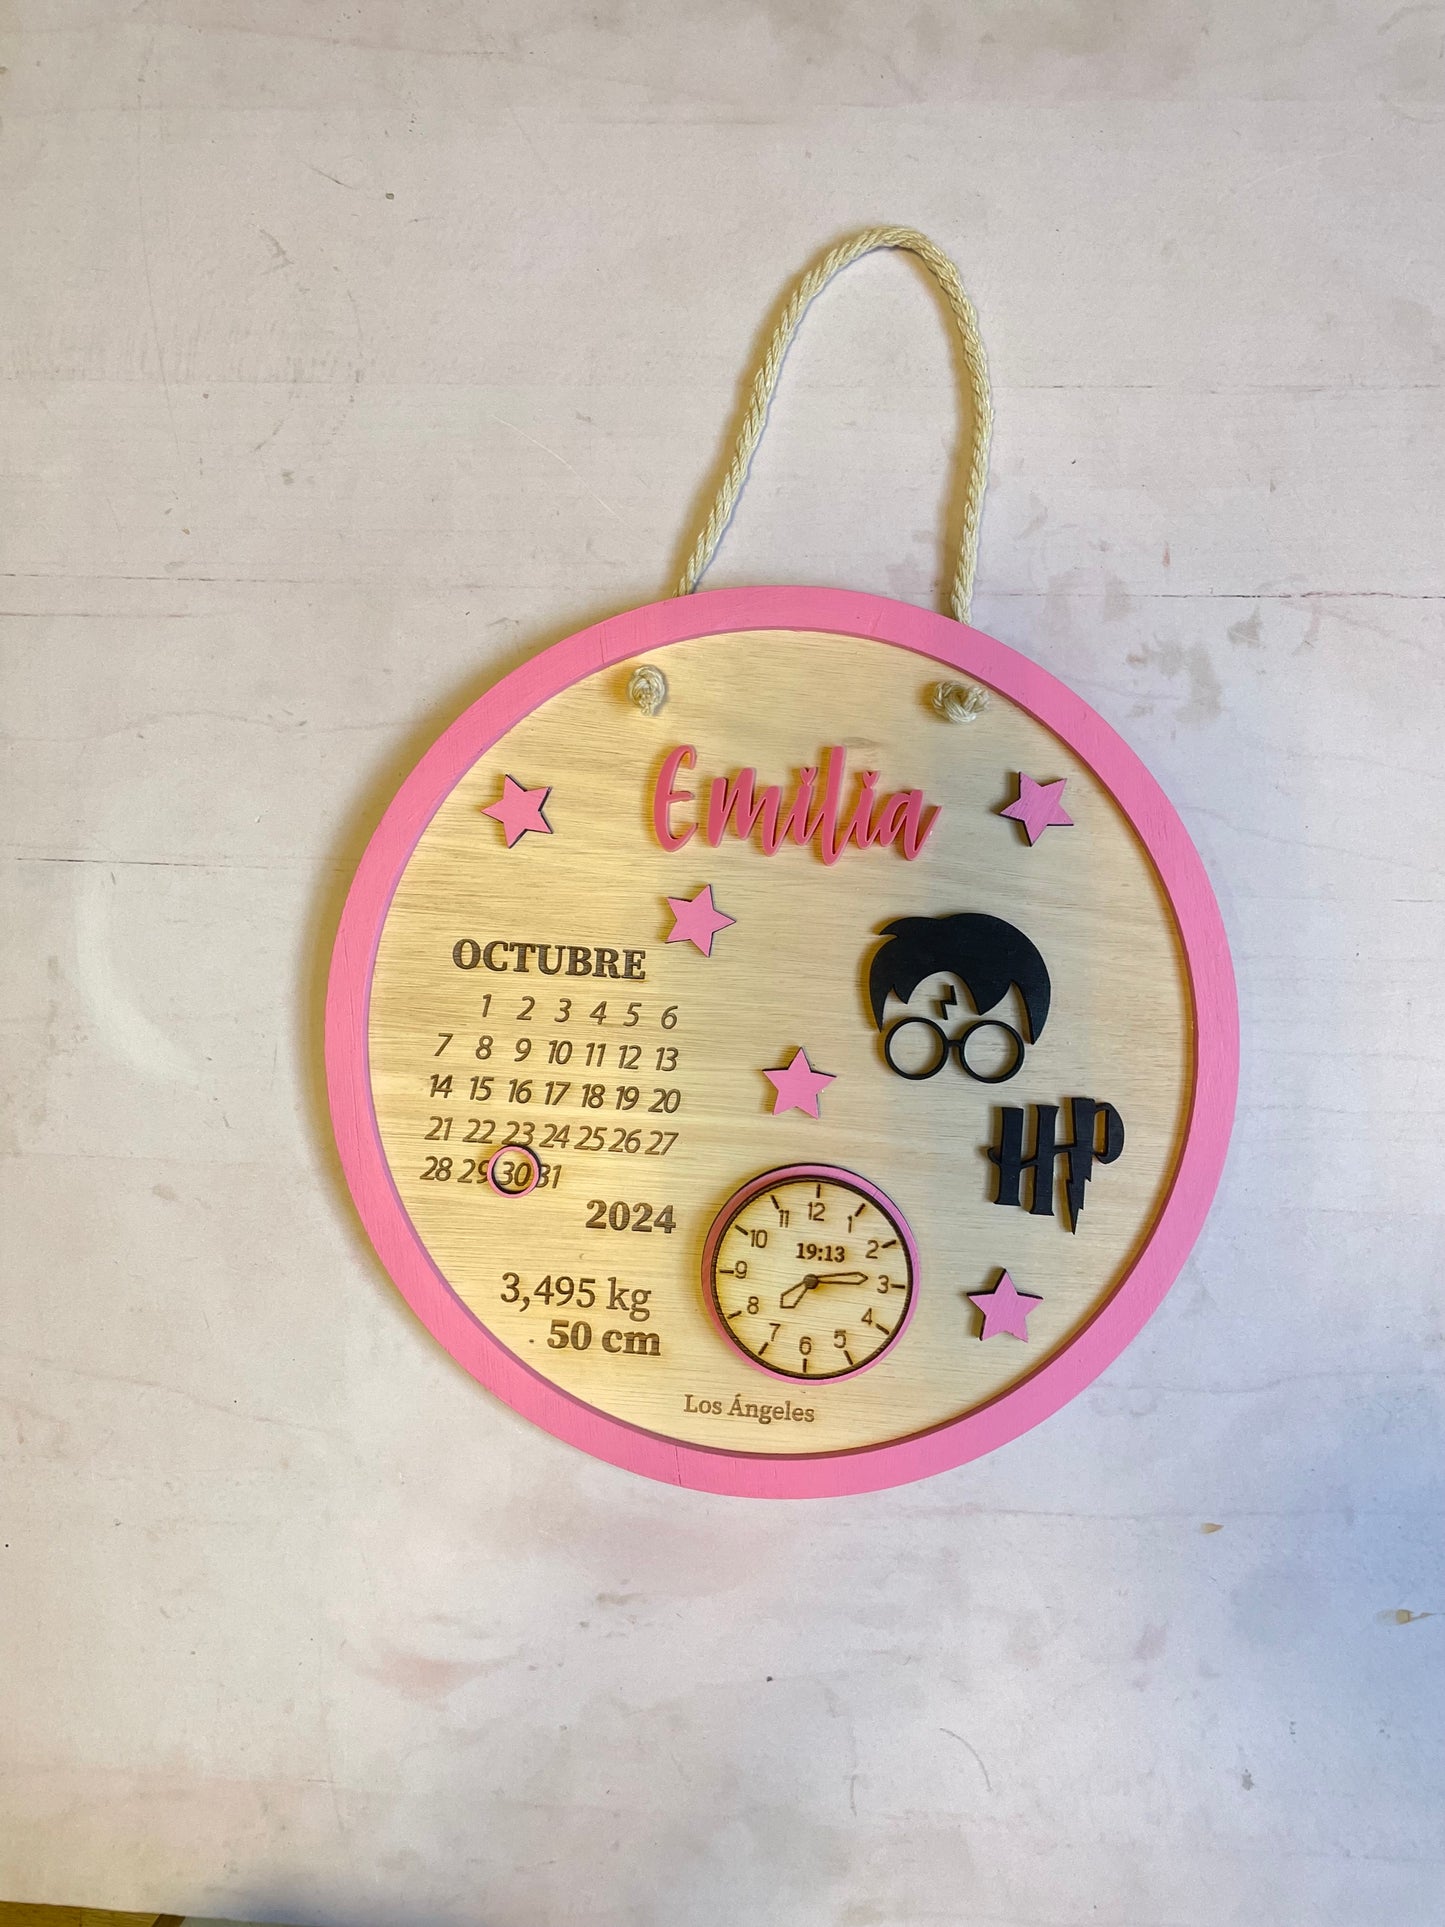 Emilia
OCTUBRE
1 2 3 4 5 6
7 8 9 10 11 12 13
14 15 16 17 18 19 20
21 22 23 24 25 26 27
28 29 30 31
2024
3,495 kg
50 cm
HP
12
11 1
10 2
19:13
9 3
8 4
7 5
6
Los Ángeles